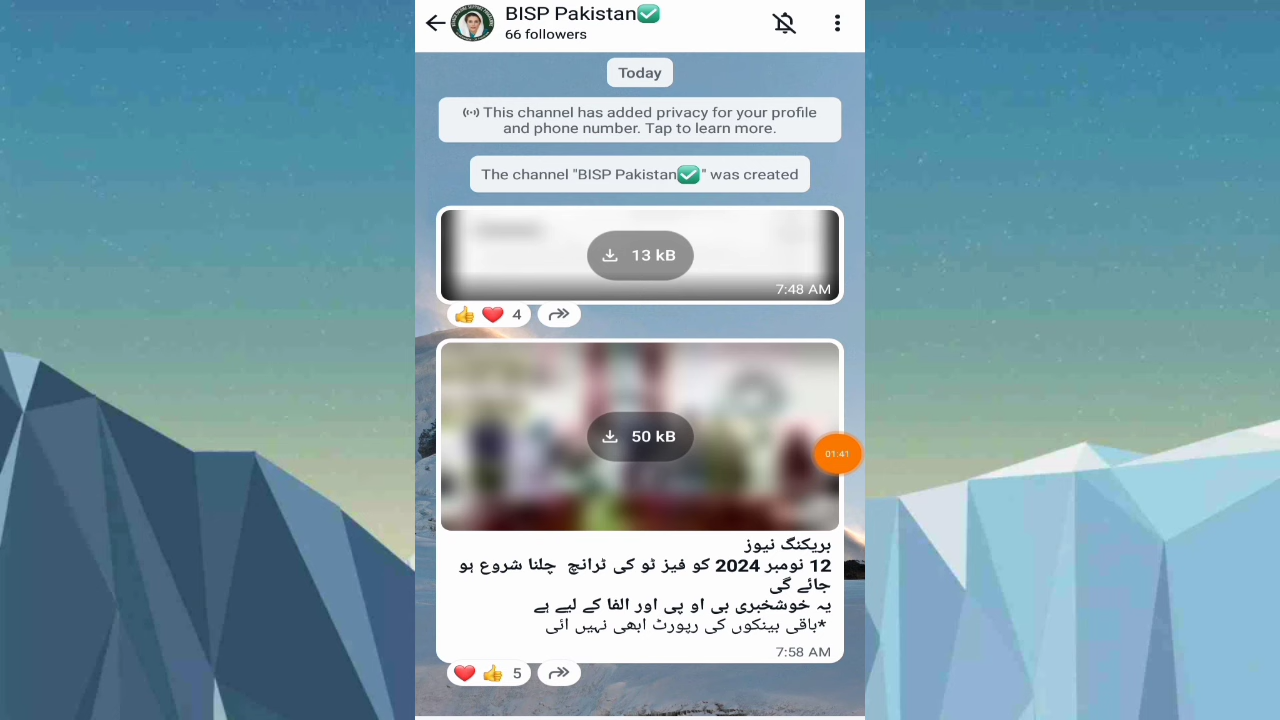 BISP Pakistan✅
66 followers
Today
This channel has added privacy for your profile
and phone number. Tap to learn more.
The channel "BISP Pakistan✅" was created
13 kB
7:48 AM
👍 ❤️ 4
50 kB
01:41
بریکنگ نیوز
12 نومبر 2024 کو فیز ٹو کی ٹرانچ چلنا شروع ہو
جائے گی
یہ خوشخبری بی او پی اور الفا کے لیے ہے
*باقی بینکوں کی رپورٹ ابھی نہیں ائی
7:58 AM
❤️ 👍 5